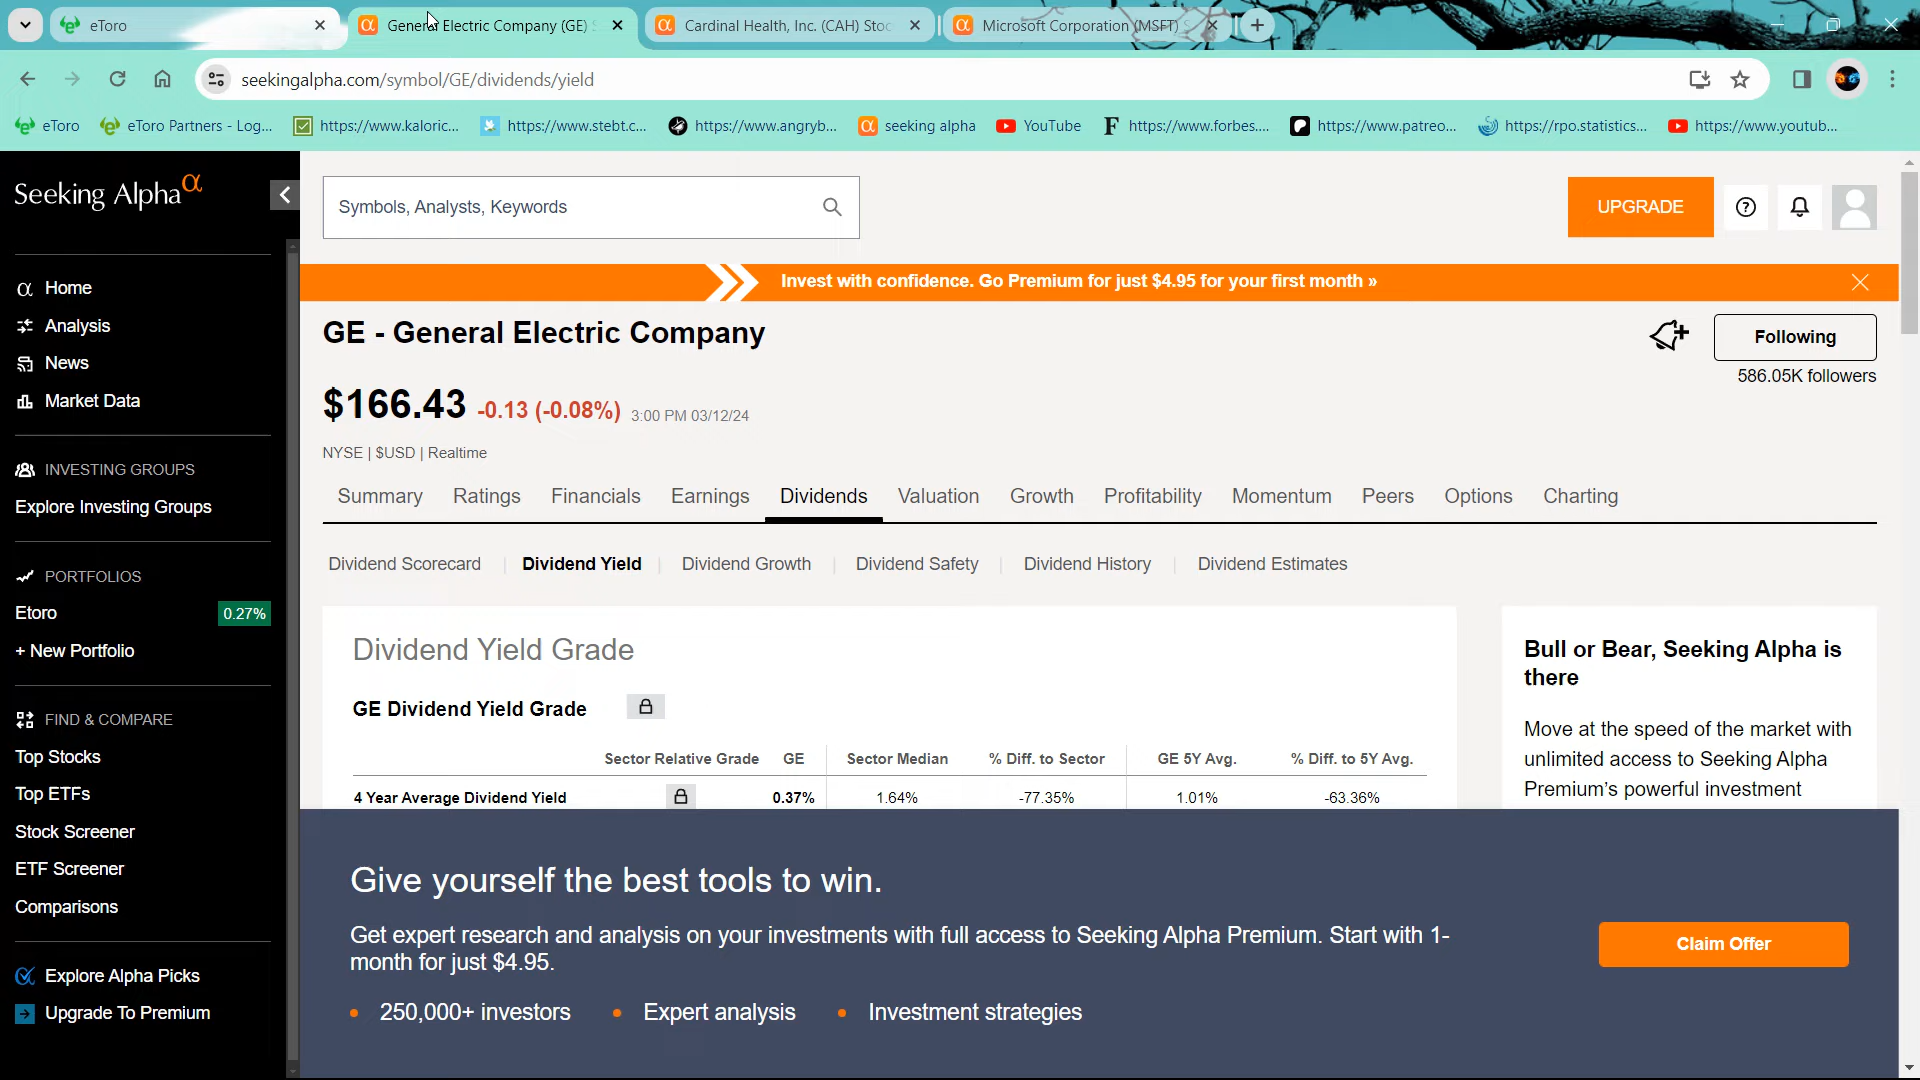 eToro
General Electric Company (GE) S
Cardinal Health, Inc. (CAH) Stoc
Microsoft Corporation (MSFT) S
seekingalpha.com/symbol/GE/dividends/yield
eToro
eToro Partners - Log...
https://www.kaloric...
https://www.stebt.c...
https://www.angryb...
seeking alpha
YouTube
https://www.forbes....
https://www.patreo...
https://rpo.statistics...
https://www.youtub...
Seeking Alpha α
Symbols, Analysts, Keywords
UPGRADE
Invest with confidence. Go Premium for just $4.95 for your first month »
Home
Analysis
News
Market Data
INVESTING GROUPS
Explore Investing Groups
PORTFOLIOS
Etoro 0.27%
+ New Portfolio
FIND & COMPARE
Top Stocks
Top ETFs
Stock Screener
ETF Screener
Comparisons
Explore Alpha Picks
Upgrade To Premium
GE - General Electric Company
Following
586.05K followers
$166.43 -0.13 (-0.08%) 3:00 PM 03/12/24
NYSE | $USD | Realtime
Summary Ratings Financials Earnings Dividends Valuation Growth Profitability Momentum Peers Options Charting
Dividend Scorecard | Dividend Yield | Dividend Growth | Dividend Safety | Dividend History | Dividend Estimates
Dividend Yield Grade
GE Dividend Yield Grade
Sector Relative Grade GE Sector Median % Diff. to Sector GE 5Y Avg. % Diff. to 5Y Avg.
4 Year Average Dividend Yield 0.37% 1.64% -77.35% 1.01% -63.36%
Bull or Bear, Seeking Alpha is
there
Move at the speed of the market with
unlimited access to Seeking Alpha
Premium's powerful investment
Give yourself the best tools to win.
Get expert research and analysis on your investments with full access to Seeking Alpha Premium. Start with 1-
month for just $4.95.
Claim Offer
• 250,000+ investors • Expert analysis • Investment strategies